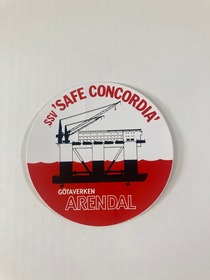 SSV 'SAFE CONCORDIA'
GÖTAVERKEN
ARENDAL